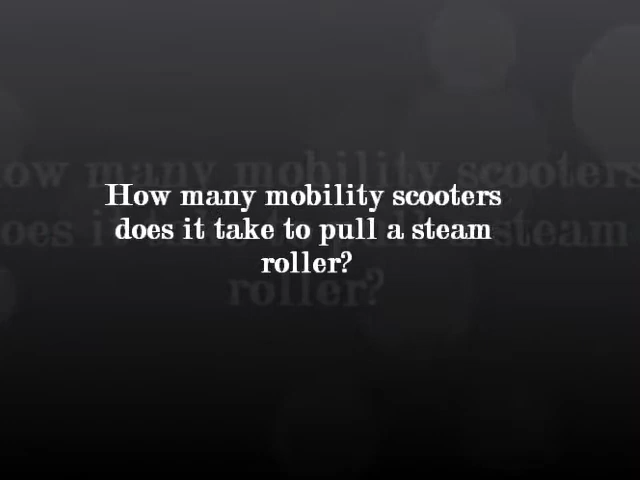 How many mobility scooters
does it take to pull a steam
roller?